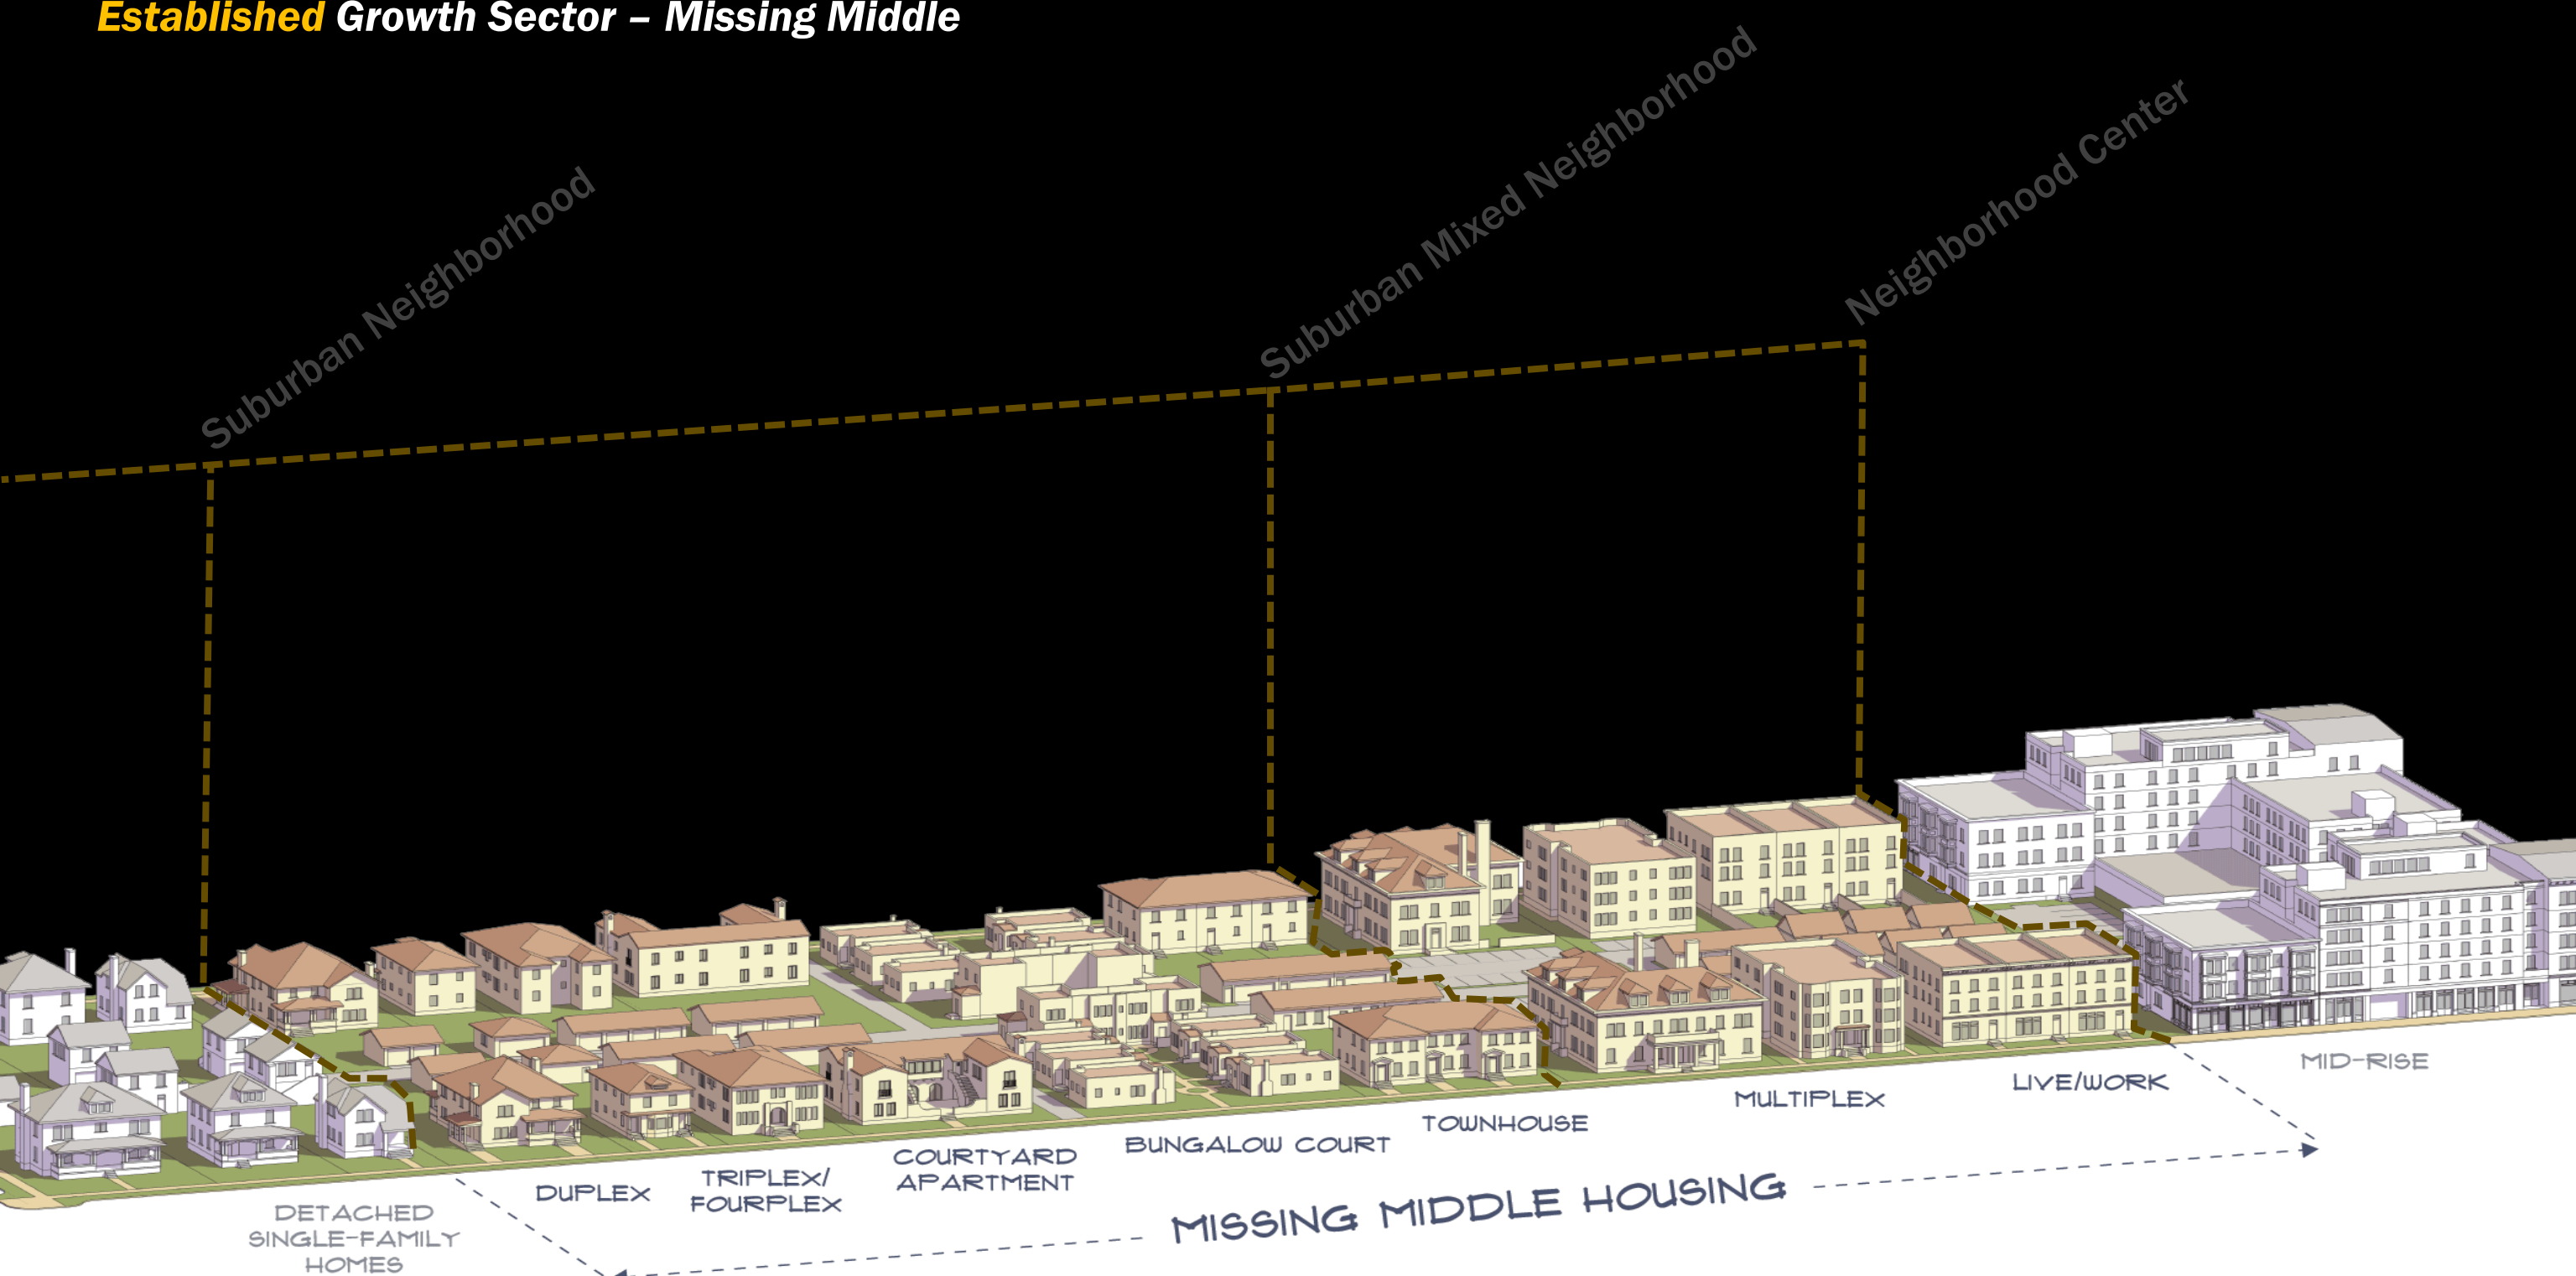 Established Growth Sector – Missing Middle
Suburban Neighborhood
Suburban Mixed Neighborhood
Neighborhood Center
DETACHED
SINGLE-FAMILY
HOMES
DUPLEX
TRIPLEX/
FOURPLEX
COURTYARD
APARTMENT
BUNGALOW COURT
TOWNHOUSE
MULTIPLEX
LIVE/WORK
MID-RISE
MISSING MIDDLE HOUSING